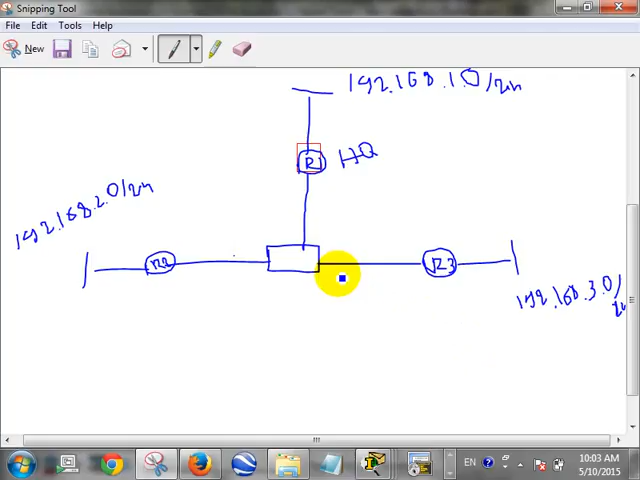 Snipping Tool
File Edit Tools Help
New
192.168.1.0/24
R1 HQ
192.168.2.0/24
R2
R3
192.168.3.0/
24
EN
10:03 AM
5/10/2015